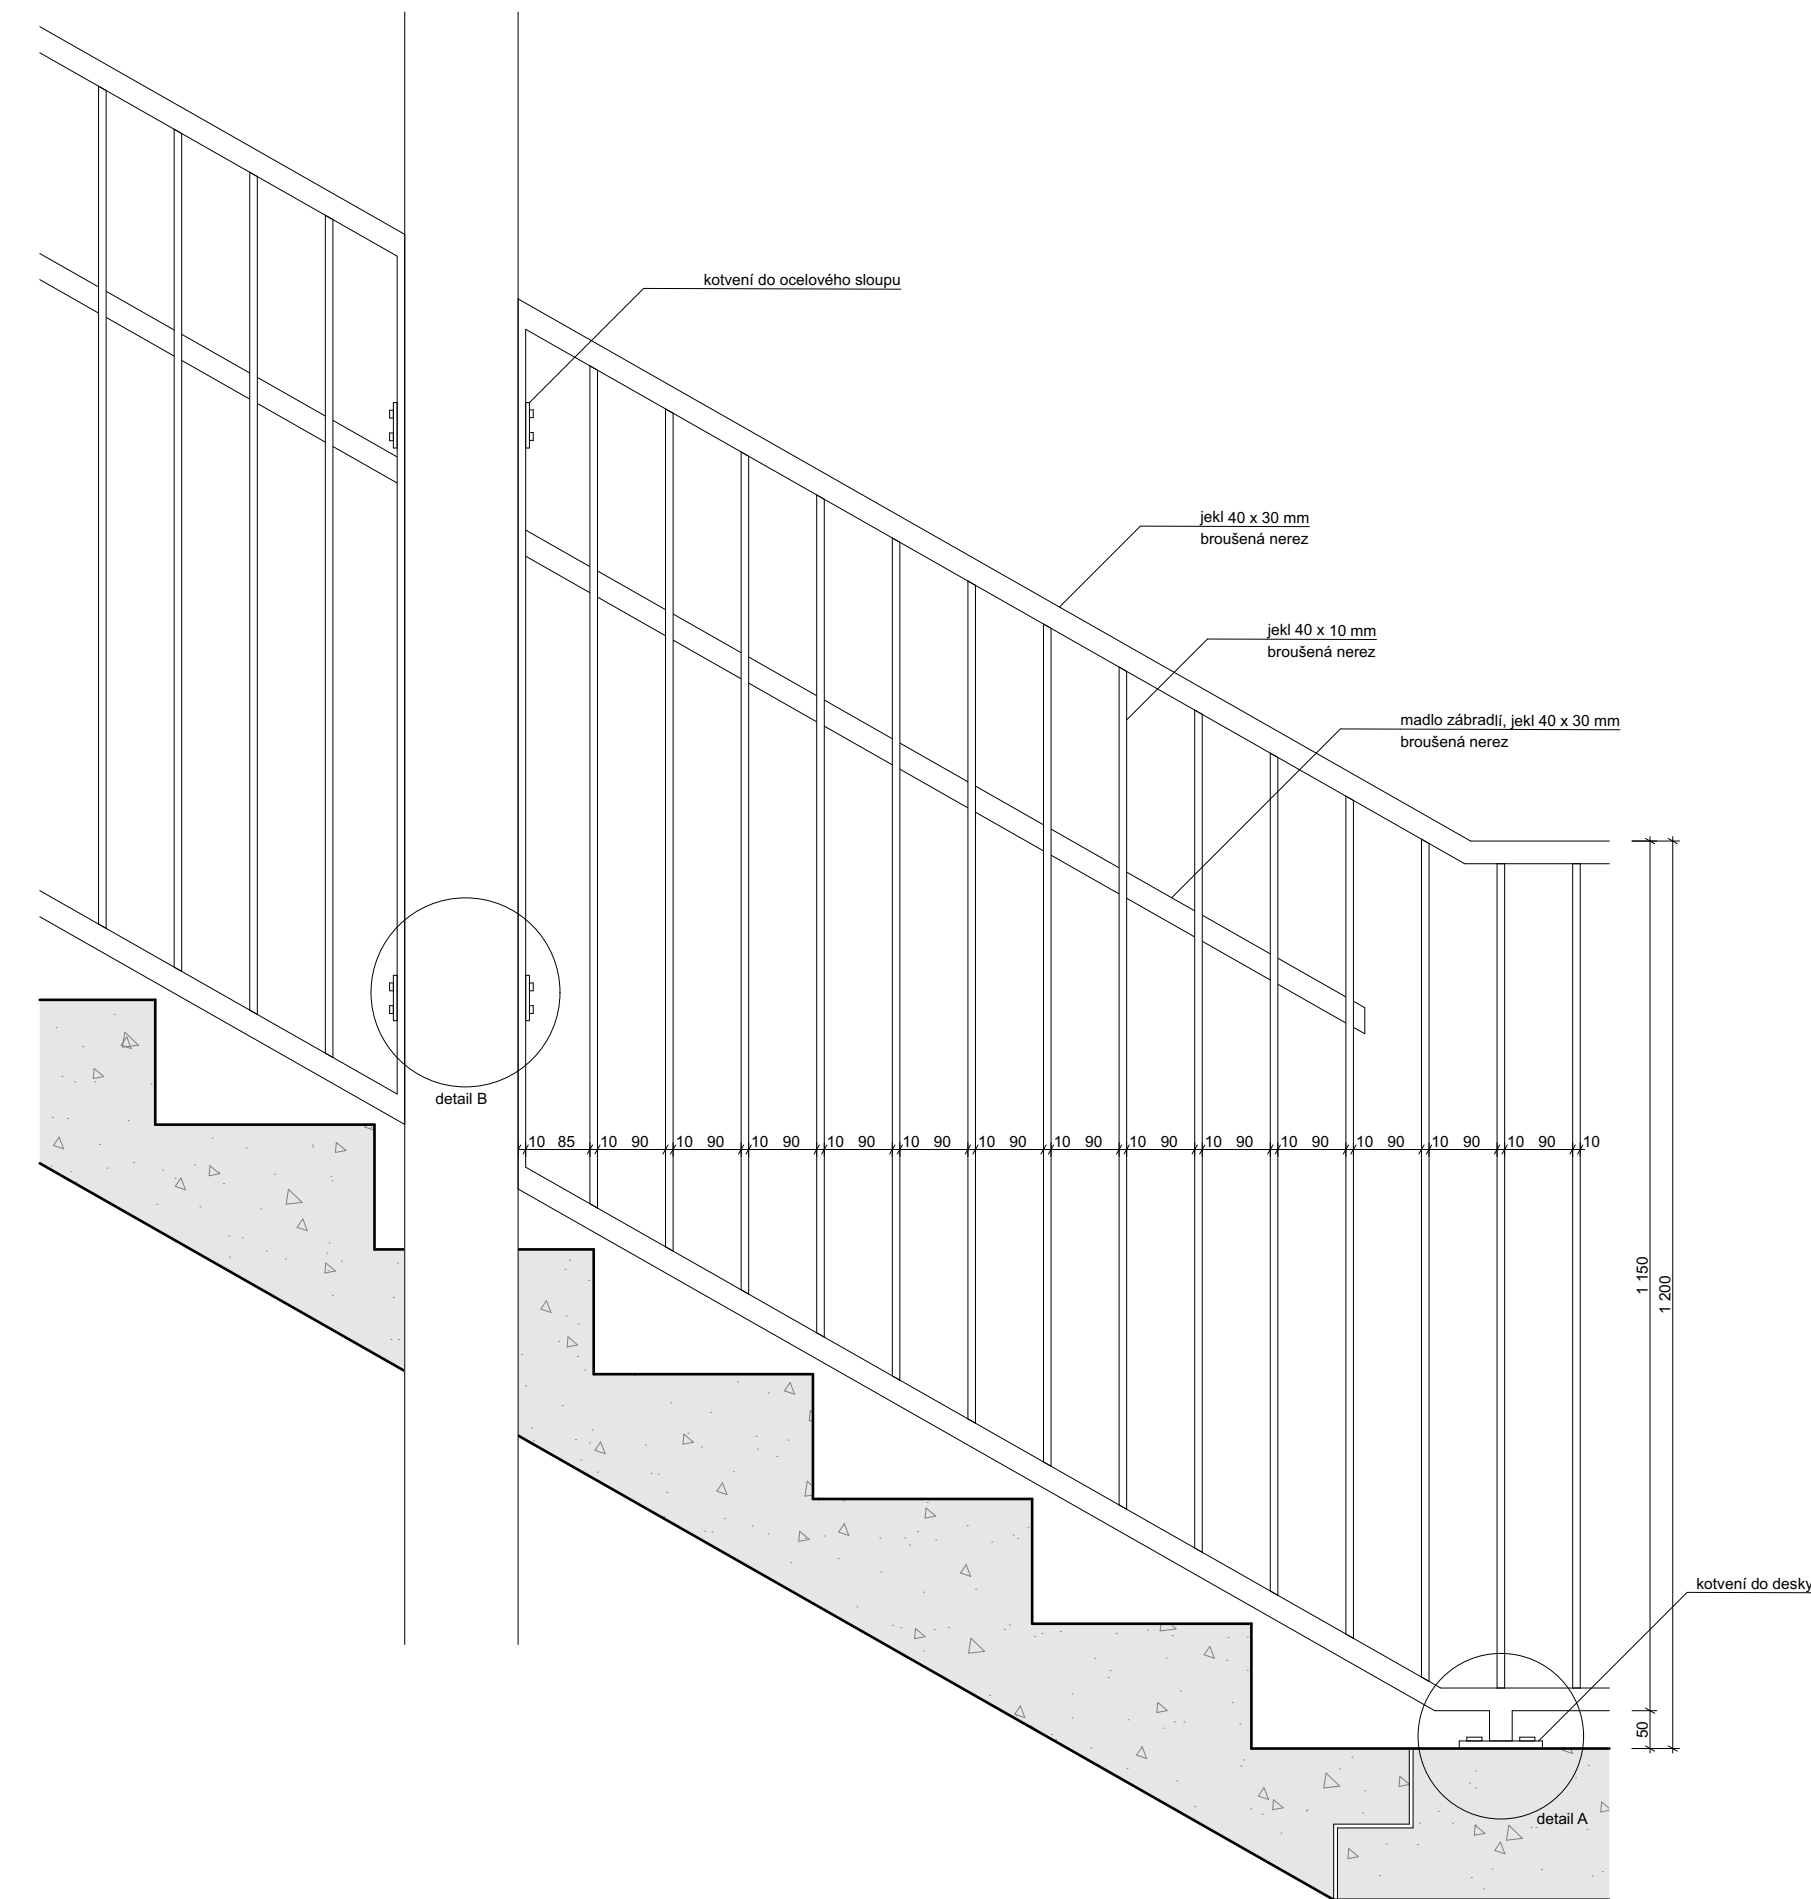 kotvení do ocelového sloupu
jekl 40 x 30 mm
broušená nerez
jekl 40 x 10 mm
broušená nerez
madlo zábradlí, jekl 40 x 30 mm
broušená nerez
detail B
10 85 10 90 10 90 10 90 10 90 10 90 10 90 10 90 10 90 10 90 10 90 10 90 10 90 10 90 10
1 150
1 200
50
kotvení do desky
detail A